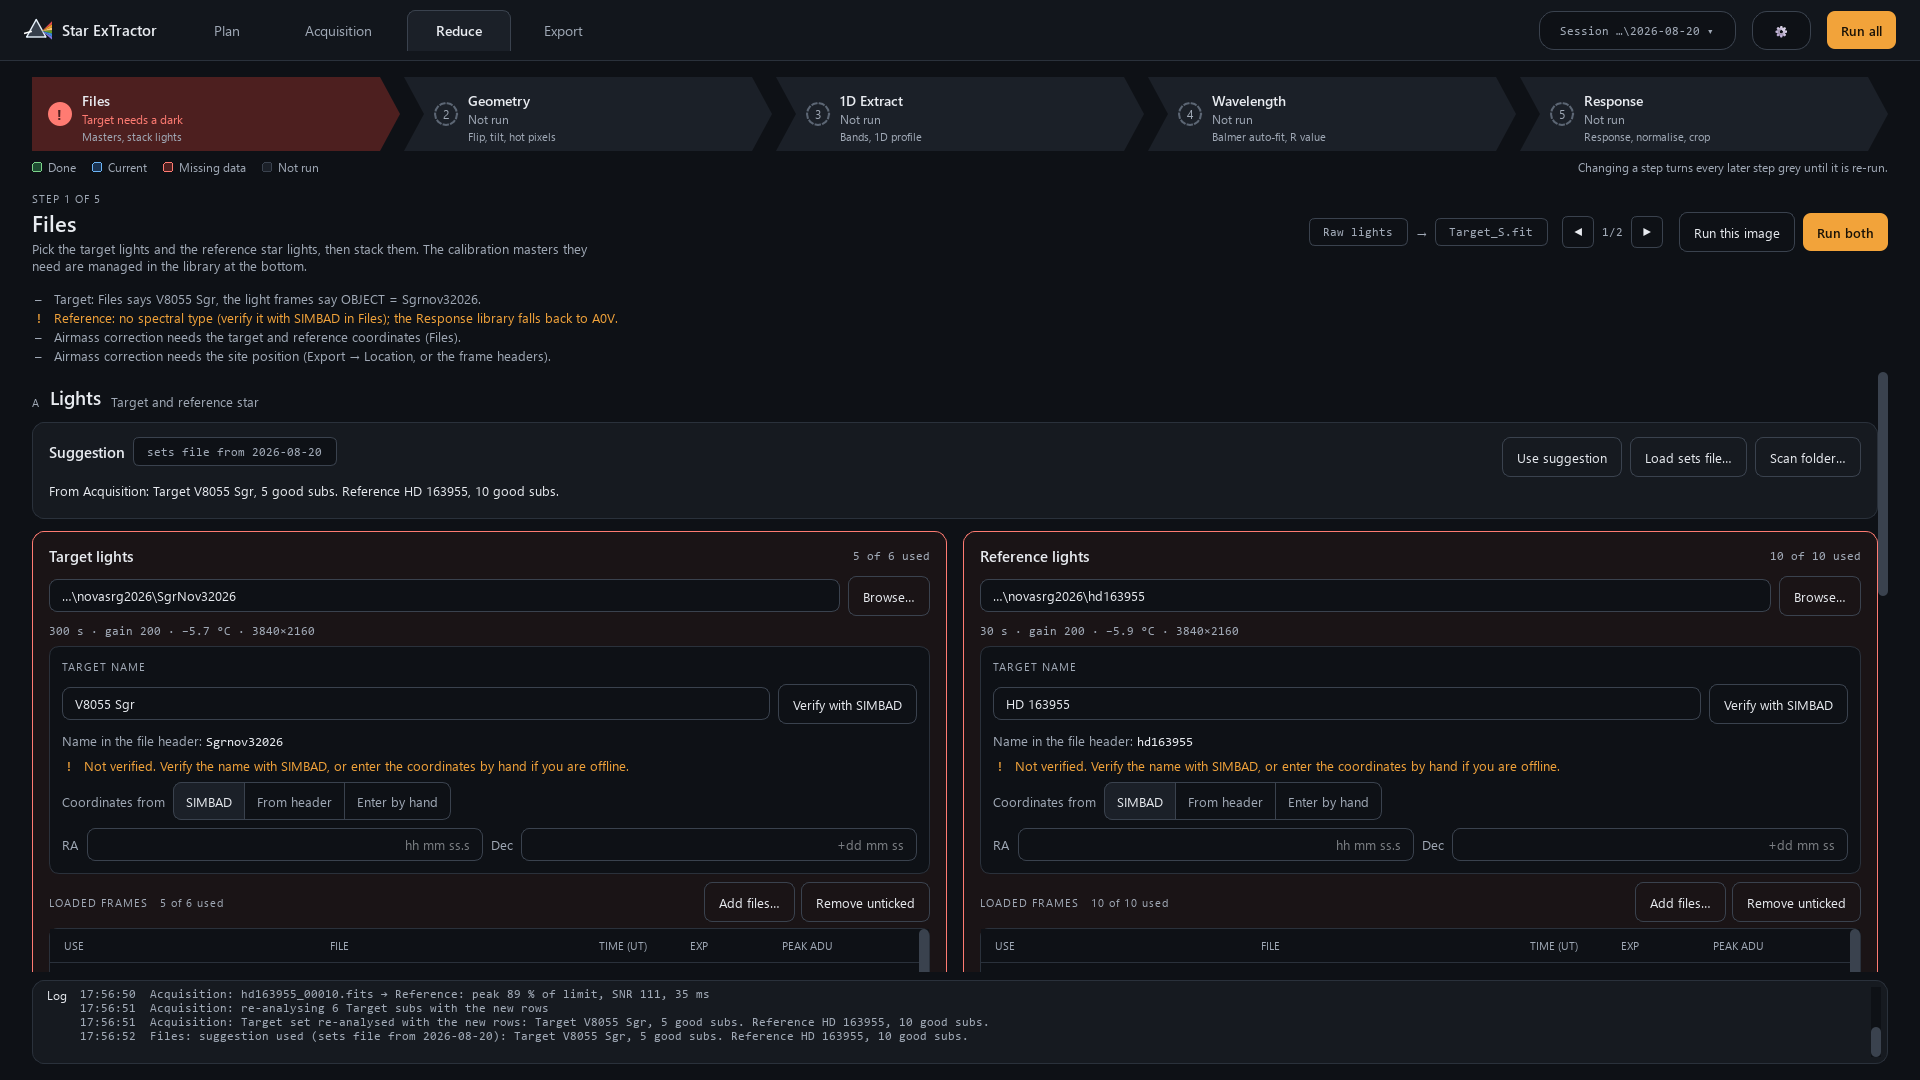 Star ExTractor
Plan
Acquisition
Reduce
Export
Session …\2026-08-20 ▾
Run all
! Files
Target needs a dark
Masters, stack lights
2 Geometry
Not run
Flip, tilt, hot pixels
3 1D Extract
Not run
Bands, 1D profile
4 Wavelength
Not run
Balmer auto-fit, R value
5 Response
Not run
Response, normalise, crop
Done Current Missing data Not run
Changing a step turns every later step grey until it is re-run.
STEP 1 OF 5
Files
Pick the target lights and the reference star lights, then stack them. The calibration masters they
need are managed in the library at the bottom.
Raw lights → Target_S.fit ◀ 1/2 ▶ Run this image Run both
– Target: Files says V8055 Sgr, the light frames say OBJECT = Sgrnov32026.
! Reference: no spectral type (verify it with SIMBAD in Files); the Response library falls back to A0V.
– Airmass correction needs the target and reference coordinates (Files).
– Airmass correction needs the site position (Export → Location, or the frame headers).
A Lights Target and reference star
Suggestion sets file from 2026-08-20
Use suggestion Load sets file… Scan folder…
From Acquisition: Target V8055 Sgr, 5 good subs. Reference HD 163955, 10 good subs.
Target lights 5 of 6 used
…\novasrg2026\SgrNov32026 Browse…
300 s · gain 200 · −5.7 °C · 3840×2160
TARGET NAME
V8055 Sgr Verify with SIMBAD
Name in the file header: Sgrnov32026
! Not verified. Verify the name with SIMBAD, or enter the coordinates by hand if you are offline.
Coordinates from SIMBAD From header Enter by hand
RA hh mm ss.s Dec +dd mm ss
LOADED FRAMES 5 of 6 used Add files… Remove unticked
USE FILE TIME (UT) EXP PEAK ADU
Reference lights 10 of 10 used
…\novasrg2026\hd163955 Browse…
30 s · gain 200 · −5.9 °C · 3840×2160
TARGET NAME
HD 163955 Verify with SIMBAD
Name in the file header: hd163955
! Not verified. Verify the name with SIMBAD, or enter the coordinates by hand if you are offline.
Coordinates from SIMBAD From header Enter by hand
RA hh mm ss.s Dec +dd mm ss
LOADED FRAMES 10 of 10 used Add files… Remove unticked
USE FILE TIME (UT) EXP PEAK ADU
Log
17:56:50 Acquisition: hd163955_00010.fits → Reference: peak 89 % of limit, SNR 111, 35 ms
17:56:51 Acquisition: re-analysing 6 Target subs with the new rows
17:56:51 Acquisition: Target set re-analysed with the new rows: Target V8055 Sgr, 5 good subs. Reference HD 163955, 10 good subs.
17:56:52 Files: suggestion used (sets file from 2026-08-20): Target V8055 Sgr, 5 good subs. Reference HD 163955, 10 good subs.